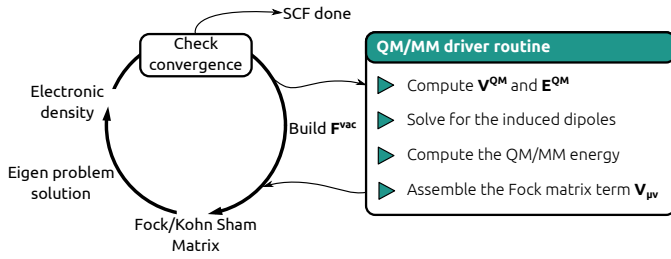 SCF done
Check
convergence
Electronic
density
Build F^vac
Eigen problem
solution
Fock/Kohn Sham
Matrix
QM/MM driver routine
Compute V^QM and E^QM
Solve for the induced dipoles
Compute the QM/MM energy
Assemble the Fock matrix term V_μν